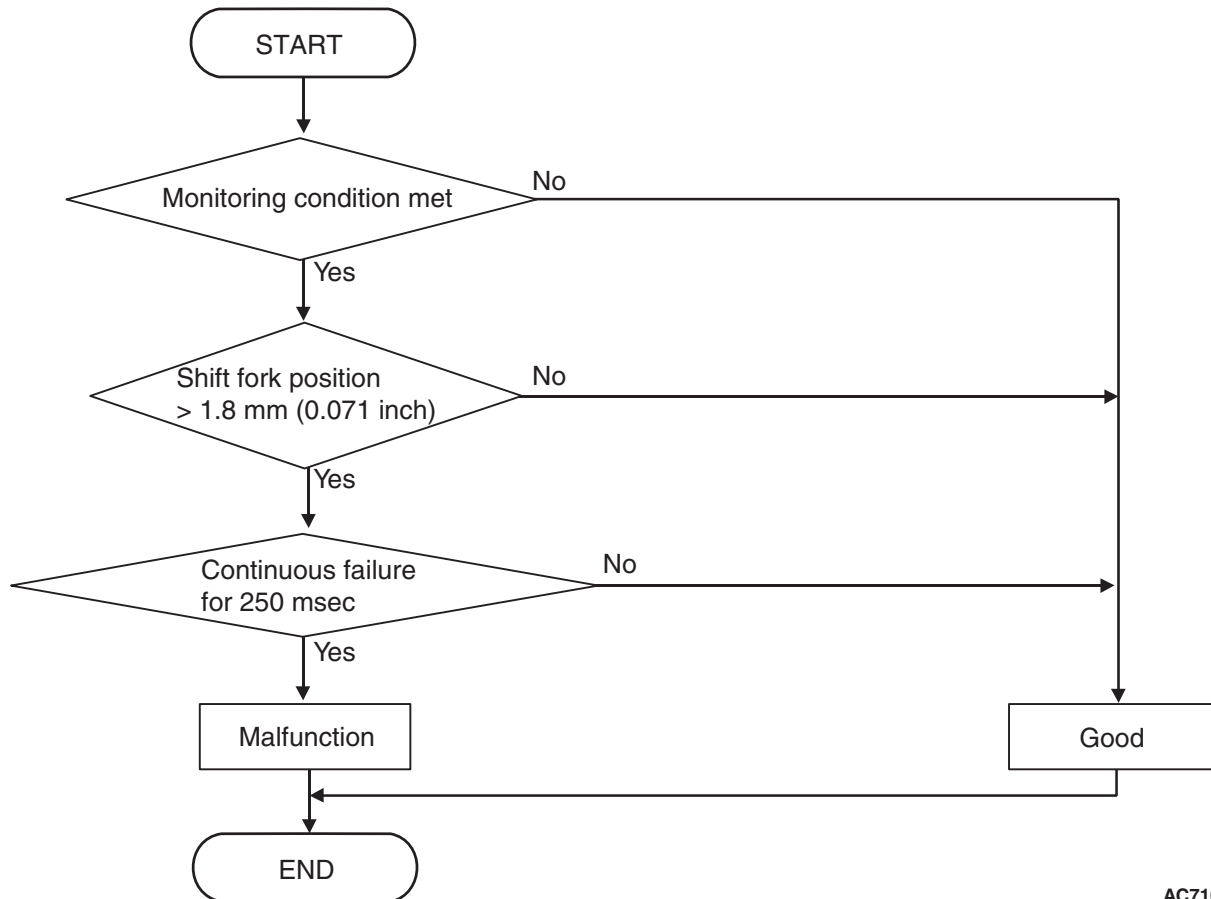 START
Monitoring condition met
No
Yes
Shift fork position
> 1.8 mm (0.071 inch)
No
Yes
Continuous failure
for 250 msec
No
Yes
Malfunction
Good
END